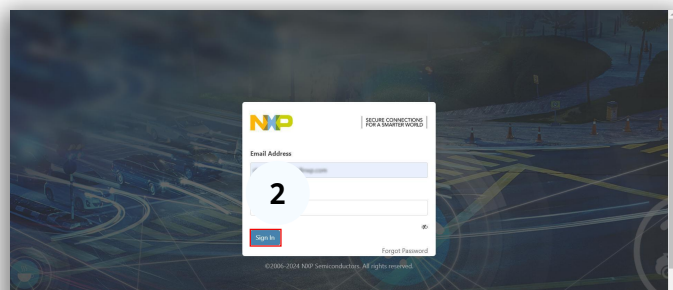 NXP
SECURE CONNECTIONS
FOR A SMARTER WORLD
Email Address
2
Sign In
Forgot Password
©2006-2024 NXP Semiconductors. All rights reserved.